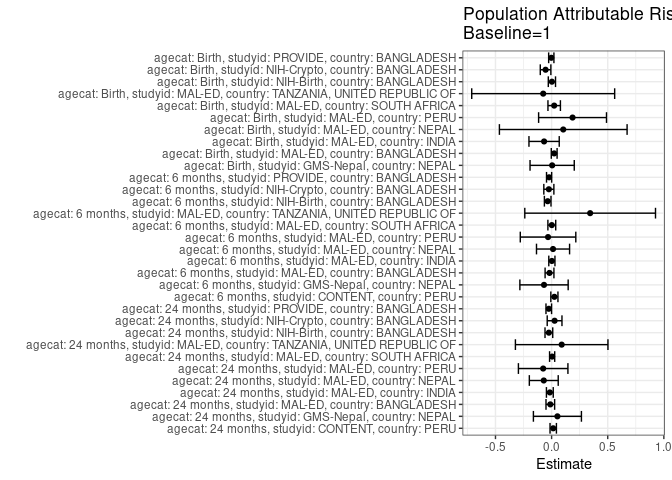 Population Attributable Ris
Baseline=1
agecat: Birth, studyid: PROVIDE, country: BANGLADESH
agecat: Birth, studyid: NIH-Crypto, country: BANGLADESH
agecat: Birth, studyid: NIH-Birth, country: BANGLADESH
agecat: Birth, studyid: MAL-ED, country: TANZANIA, UNITED REPUBLIC OF
agecat: Birth, studyid: MAL-ED, country: SOUTH AFRICA
agecat: Birth, studyid: MAL-ED, country: PERU
agecat: Birth, studyid: MAL-ED, country: NEPAL
agecat: Birth, studyid: MAL-ED, country: INDIA
agecat: Birth, studyid: MAL-ED, country: BANGLADESH
agecat: Birth, studyid: GMS-Nepal, country: NEPAL
agecat: 6 months, studyid: PROVIDE, country: BANGLADESH
agecat: 6 months, studyid: NIH-Crypto, country: BANGLADESH
agecat: 6 months, studyid: NIH-Birth, country: BANGLADESH
agecat: 6 months, studyid: MAL-ED, country: TANZANIA, UNITED REPUBLIC OF
agecat: 6 months, studyid: MAL-ED, country: SOUTH AFRICA
agecat: 6 months, studyid: MAL-ED, country: PERU
agecat: 6 months, studyid: MAL-ED, country: NEPAL
agecat: 6 months, studyid: MAL-ED, country: INDIA
agecat: 6 months, studyid: MAL-ED, country: BANGLADESH
agecat: 6 months, studyid: GMS-Nepal, country: NEPAL
agecat: 6 months, studyid: CONTENT, country: PERU
agecat: 24 months, studyid: PROVIDE, country: BANGLADESH
agecat: 24 months, studyid: NIH-Crypto, country: BANGLADESH
agecat: 24 months, studyid: NIH-Birth, country: BANGLADESH
agecat: 24 months, studyid: MAL-ED, country: TANZANIA, UNITED REPUBLIC OF
agecat: 24 months, studyid: MAL-ED, country: SOUTH AFRICA
agecat: 24 months, studyid: MAL-ED, country: PERU
agecat: 24 months, studyid: MAL-ED, country: NEPAL
agecat: 24 months, studyid: MAL-ED, country: INDIA
agecat: 24 months, studyid: MAL-ED, country: BANGLADESH
agecat: 24 months, studyid: GMS-Nepal, country: NEPAL
agecat: 24 months, studyid: CONTENT, country: PERU
-0.5 0.0 0.5 1.0
Estimate